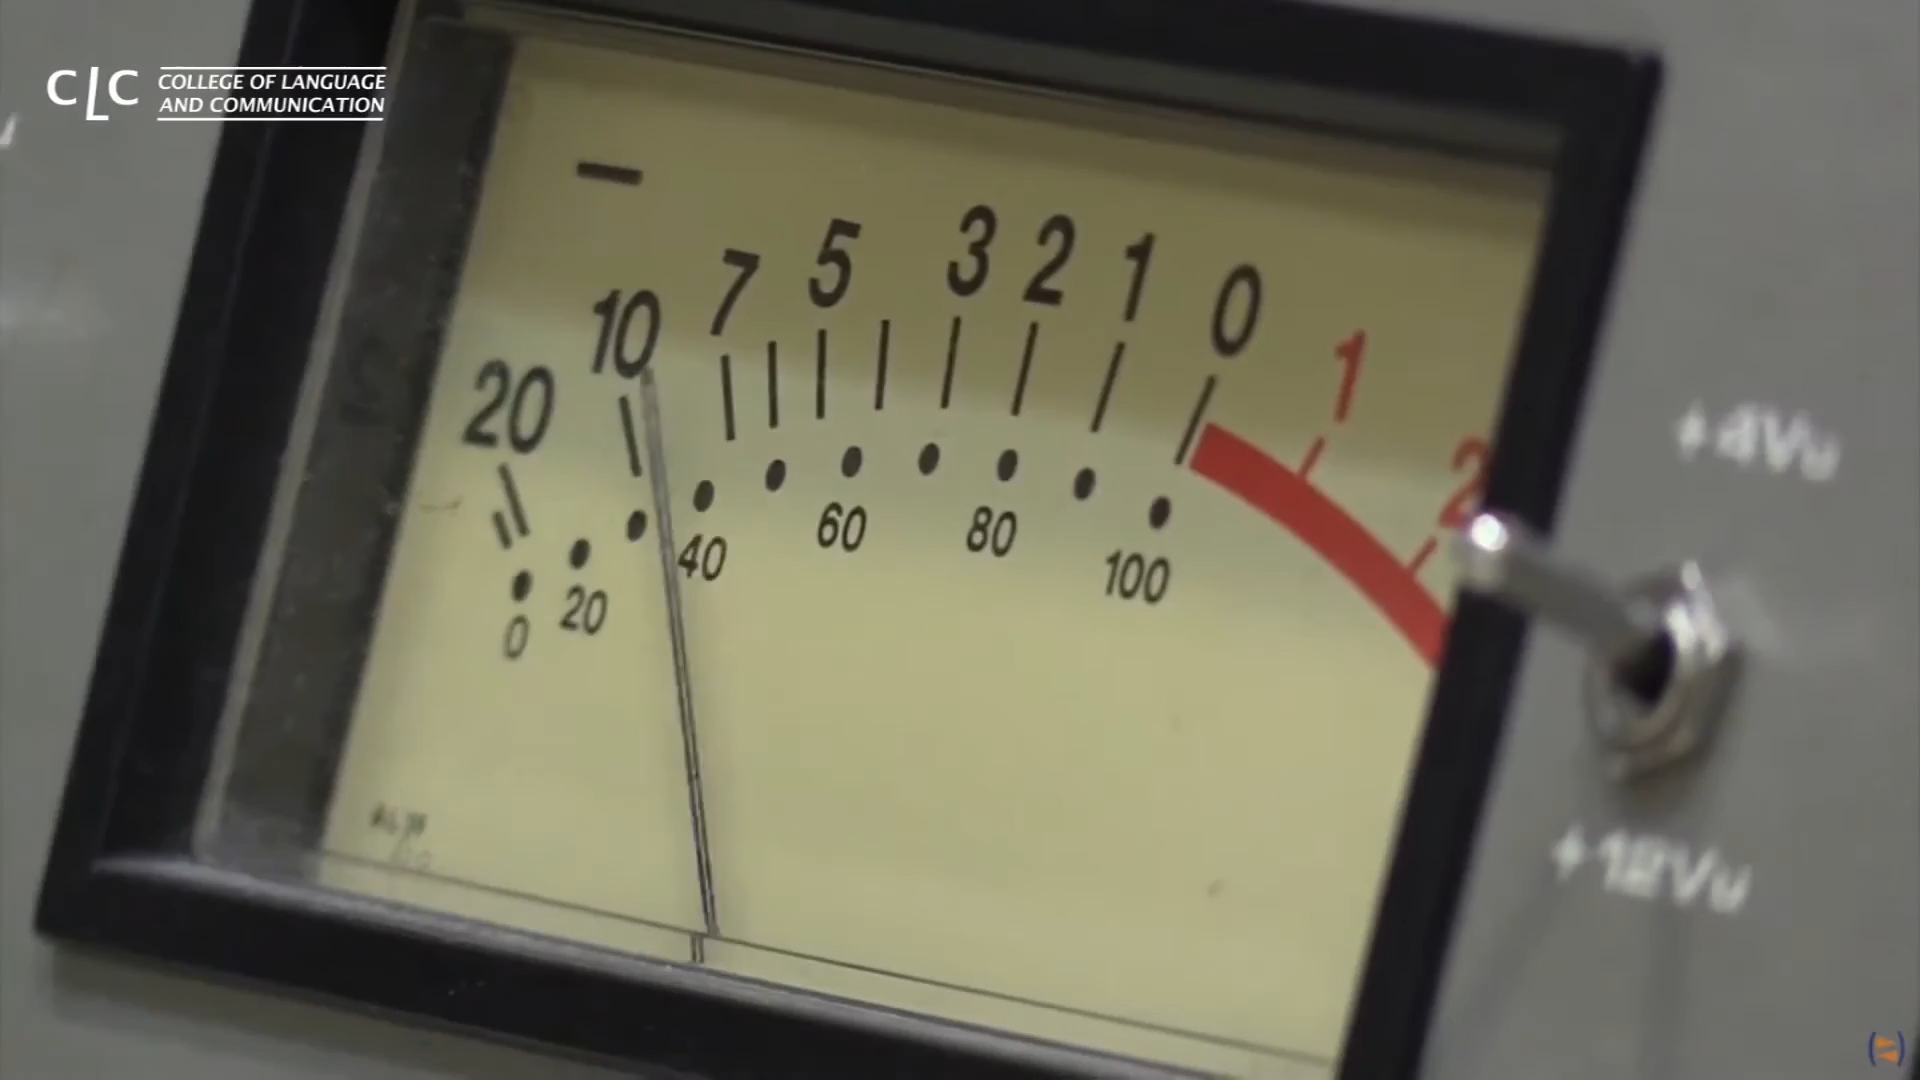 CLC COLLEGE OF LANGUAGE
AND COMMUNICATION
−
20 10 7 5 3 2 1 0 1 2
0 20 40 60 80 100
+4Vu
+12Vu